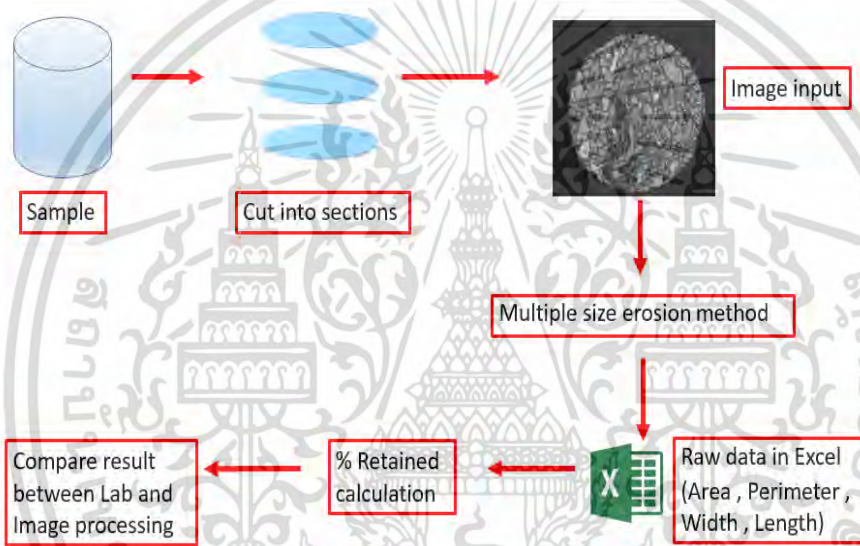 Sample
Cut into sections
Image input
Multiple size erosion method
X
Raw data in Excel
(Area , Perimeter ,
Width , Length)
% Retained
calculation
Compare result
between Lab and
Image processing